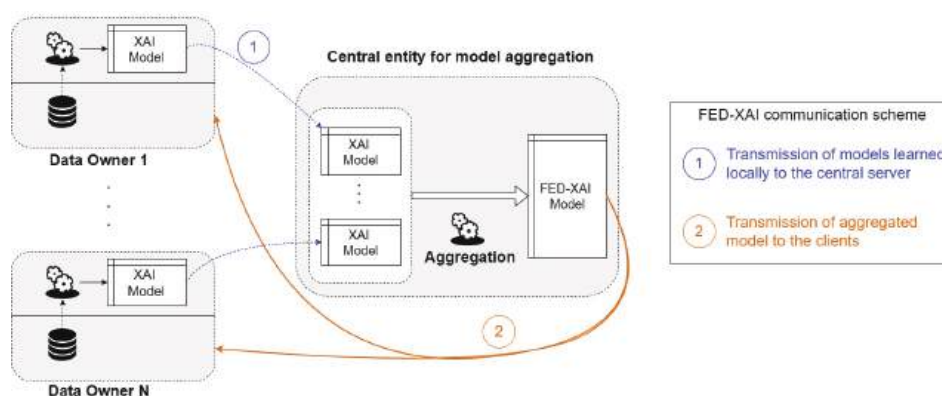 XAI
Model
1
Data Owner 1
XAI
Model
Data Owner N
Central entity for model aggregation
XAI
Model
XAI
Model
Aggregation
FED-XAI
Model
2
FED-XAI communication scheme
1
Transmission of models learned
locally to the central server
2
Transmission of aggregated
model to the clients